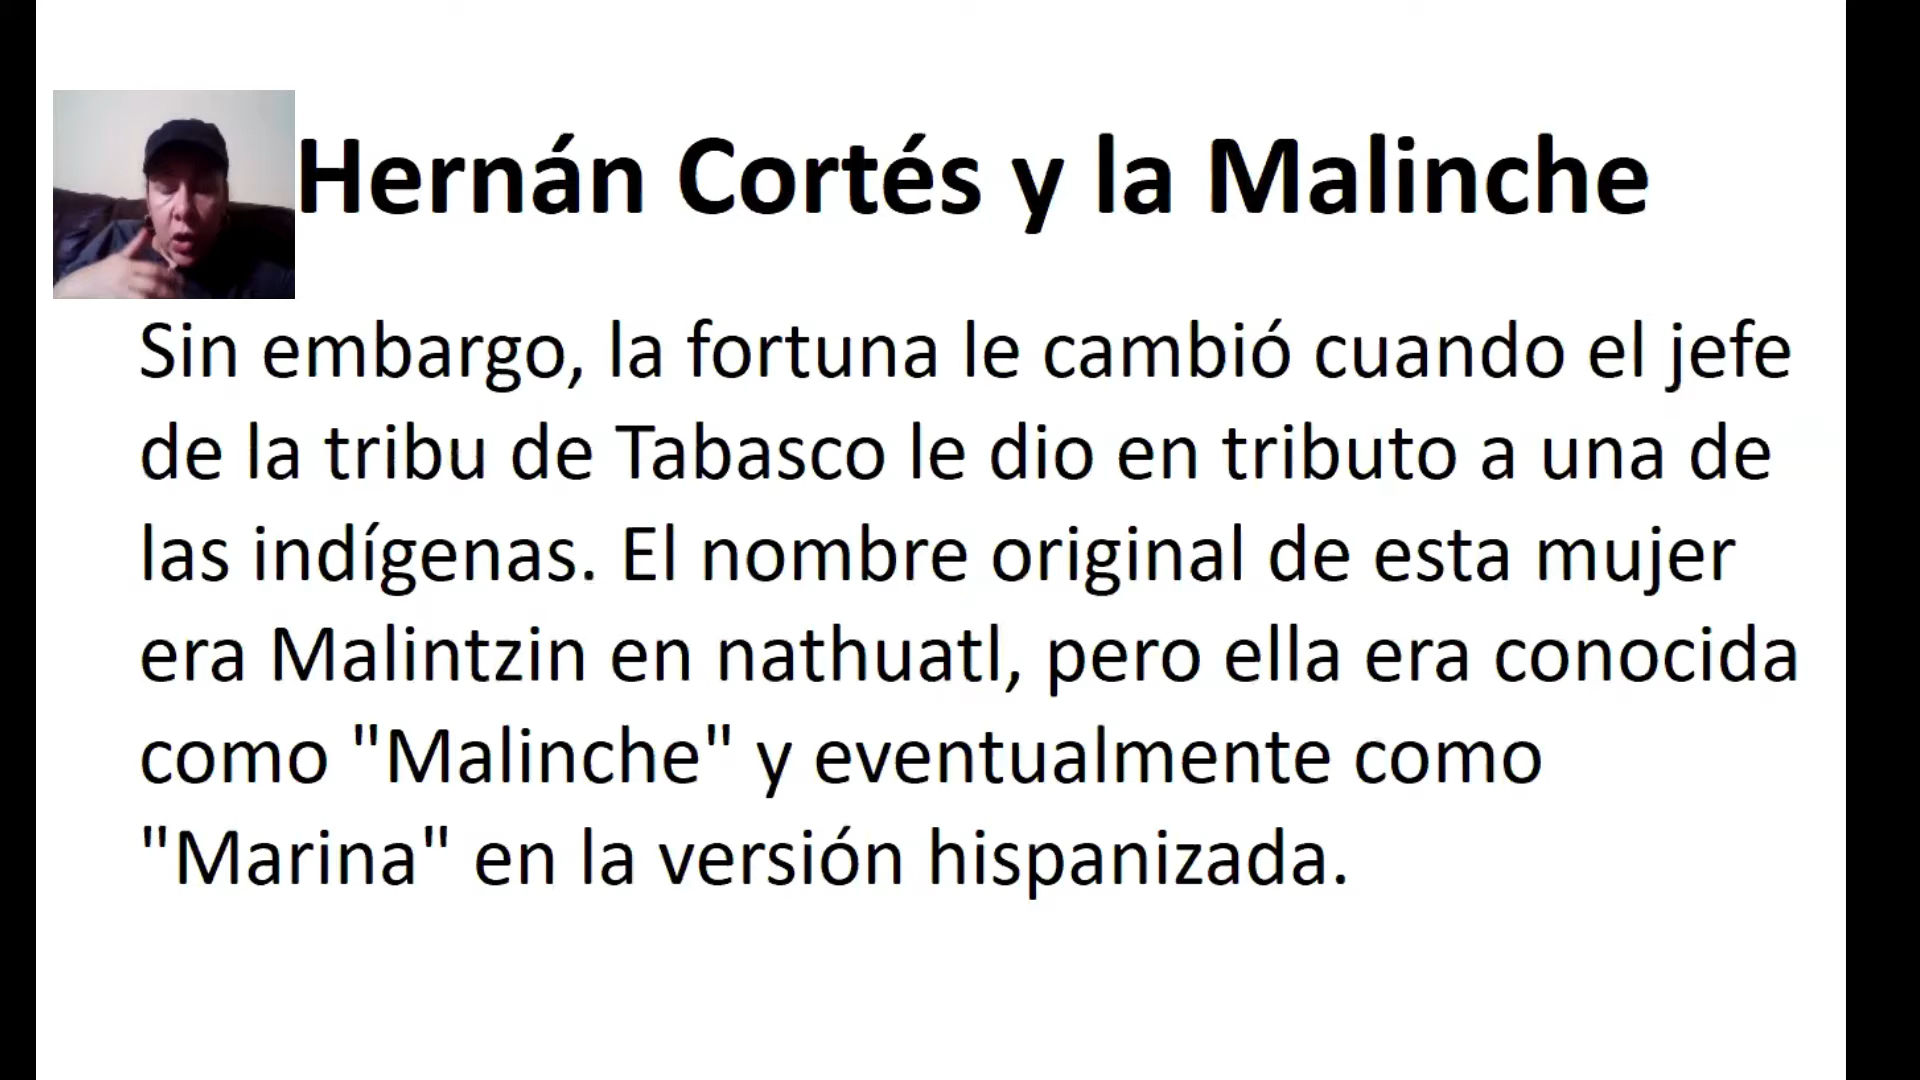 Hernán Cortés y la Malinche
Sin embargo, la fortuna le cambió cuando el jefe
de la tribu de Tabasco le dio en tributo a una de
las indígenas. El nombre original de esta mujer
era Malintzin en nathuatl, pero ella era conocida
como "Malinche" y eventualmente como
"Marina" en la versión hispanizada.